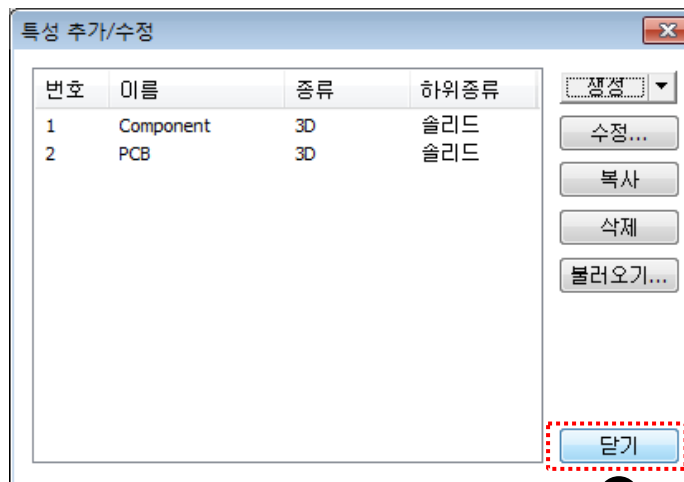 특성 추가/수정
번호 이름 종류 하위종류
1 Component 3D 솔리드
2 PCB 3D 솔리드
생성
수정...
복사
삭제
불러오기...
닫기